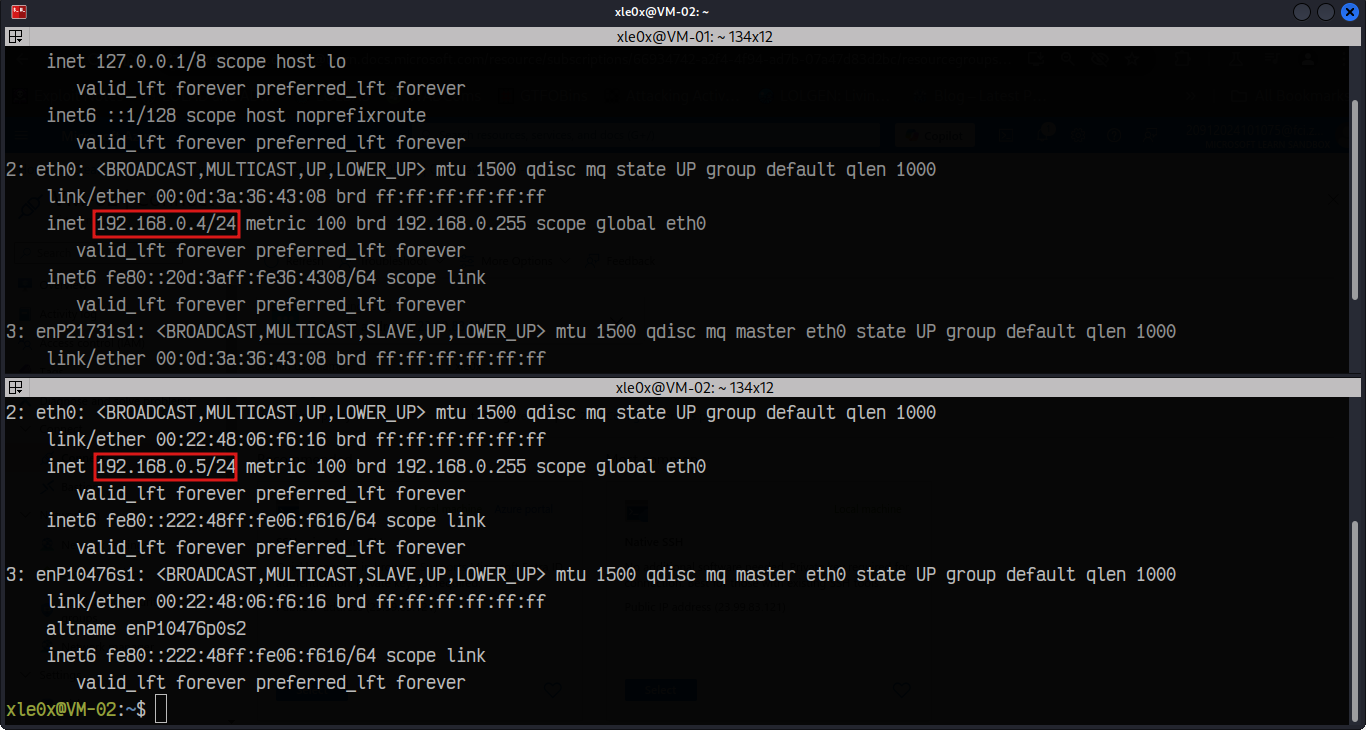 xle0x@VM-02: ~
xle0x@VM-01: ~ 134x12
inet 127.0.0.1/8 scope host lo
valid_lft forever preferred_lft forever
inet6 ::1/128 scope host noprefixroute
valid_lft forever preferred_lft forever
2: eth0: <BROADCAST,MULTICAST,UP,LOWER_UP> mtu 1500 qdisc mq state UP group default qlen 1000
link/ether 00:0d:3a:36:43:08 brd ff:ff:ff:ff:ff:ff
inet 192.168.0.4/24 metric 100 brd 192.168.0.255 scope global eth0
valid_lft forever preferred_lft forever
inet6 fe80::20d:3aff:fe36:4308/64 scope link
valid_lft forever preferred_lft forever
3: enP21731s1: <BROADCAST,MULTICAST,SLAVE,UP,LOWER_UP> mtu 1500 qdisc mq master eth0 state UP group default qlen 1000
link/ether 00:0d:3a:36:43:08 brd ff:ff:ff:ff:ff:ff
xle0x@VM-02: ~ 134x12
2: eth0: <BROADCAST,MULTICAST,UP,LOWER_UP> mtu 1500 qdisc mq state UP group default qlen 1000
link/ether 00:22:48:06:f6:16 brd ff:ff:ff:ff:ff:ff
inet 192.168.0.5/24 metric 100 brd 192.168.0.255 scope global eth0
valid_lft forever preferred_lft forever
inet6 fe80::222:48ff:fe06:f616/64 scope link
valid_lft forever preferred_lft forever
3: enP10476s1: <BROADCAST,MULTICAST,SLAVE,UP,LOWER_UP> mtu 1500 qdisc mq master eth0 state UP group default qlen 1000
link/ether 00:22:48:06:f6:16 brd ff:ff:ff:ff:ff:ff
altname enP10476p0s2
inet6 fe80::222:48ff:fe06:f616/64 scope link
valid_lft forever preferred_lft forever
xle0x@VM-02:~$